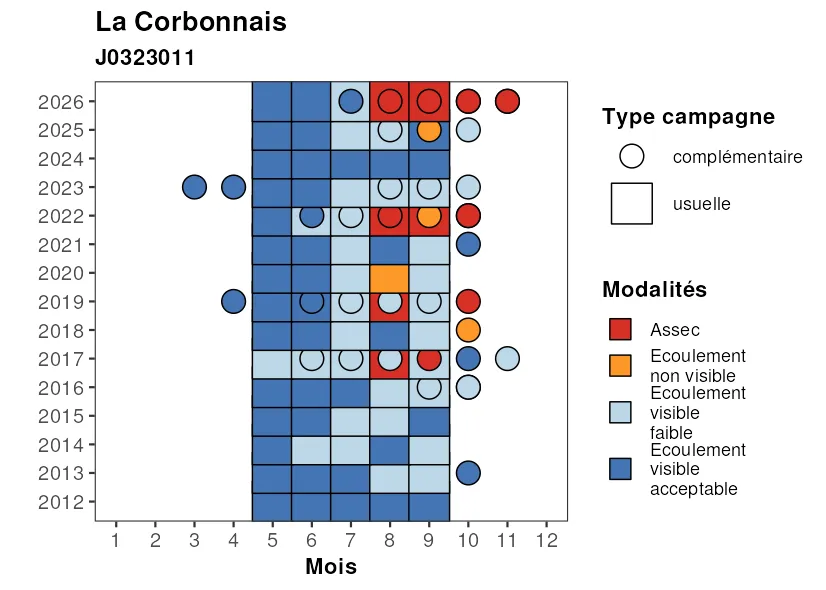 La Corbonnais
J0323011
2026
2025
2024
2023
2022
2021
2020
2019
2018
2017
2016
2015
2014
2013
2012
1 2 3 4 5 6 7 8 9 10 11 12
Mois
Type campagne
complémentaire
usuelle
Modalités
Assec
Ecoulement
non visible
Ecoulement
visible
faible
Ecoulement
visible
acceptable